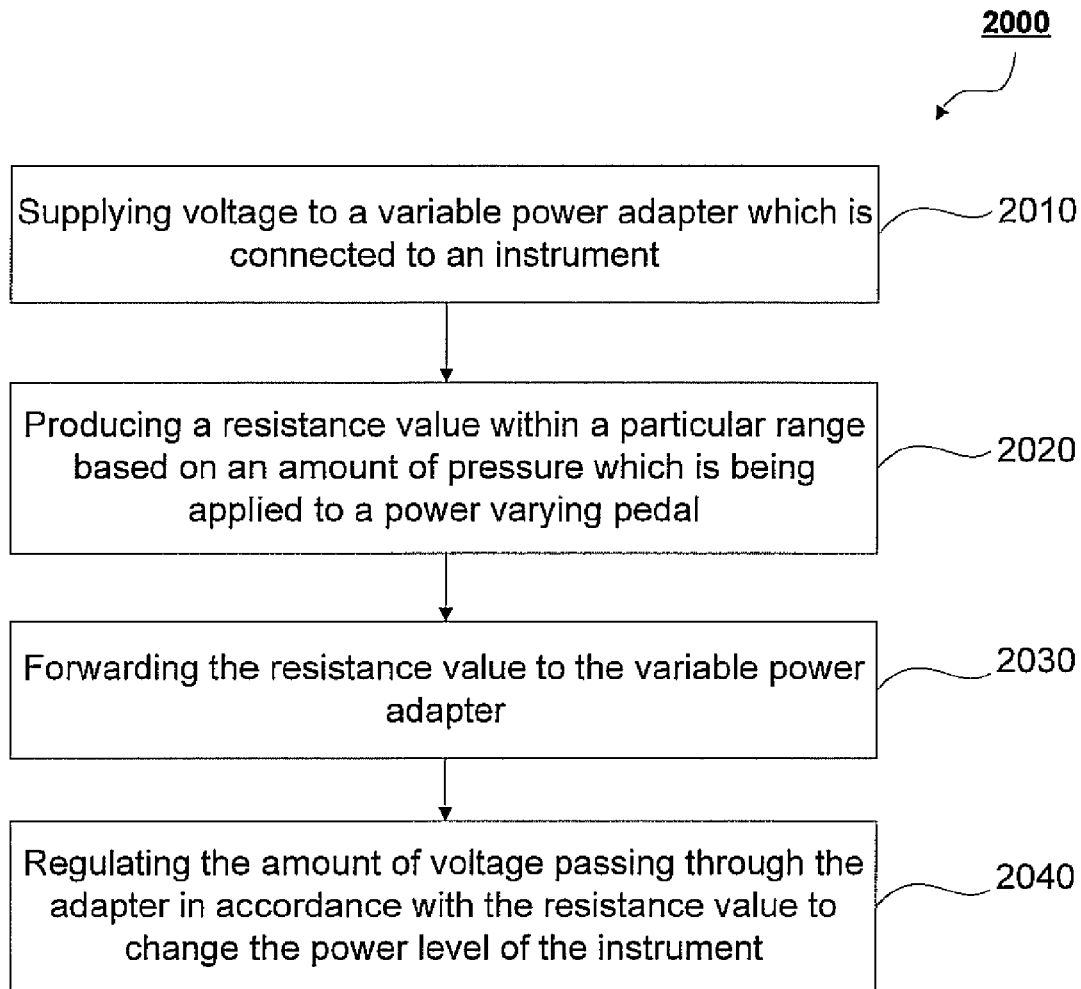 2000
Supplying voltage to a variable power adapter which is
connected to an instrument
2010
Producing a resistance value within a particular range
based on an amount of pressure which is being
applied to a power varying pedal
2020
Forwarding the resistance value to the variable power
adapter
2030
Regulating the amount of voltage passing through the
adapter in accordance with the resistance value to
change the power level of the instrument
2040